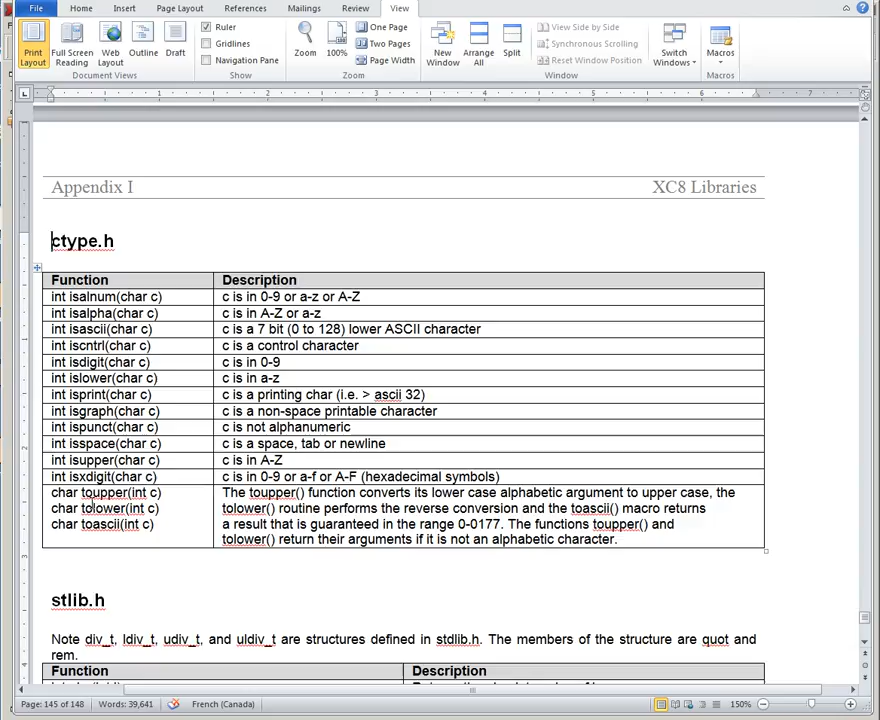 File Home Insert Page Layout References Mailings Review View
Ruler One Page View Side by Side
Gridlines Two Pages Synchronous Scrolling
Navigation Pane Page Width Reset Window Position
Print Layout Full Screen Reading Web Layout Outline Draft Zoom 100% New Window Arrange All Split Switch Windows Macros
Document Views Show Zoom Window Macros
1 2 3 4 5 6 7
Appendix I XC8 Libraries
ctype.h
Function Description
int isalnum(char c) c is in 0-9 or a-z or A-Z
int isalpha(char c) c is in A-Z or a-z
int isascii(char c) c is a 7 bit (0 to 128) lower ASCII character
int iscntrl(char c) c is a control character
int isdigit(char c) c is in 0-9
int islower(char c) c is in a-z
int isprint(char c) c is a printing char (i.e. > ascii 32)
int isgraph(char c) c is a non-space printable character
int ispunct(char c) c is not alphanumeric
int isspace(char c) c is a space, tab or newline
int isupper(char c) c is in A-Z
int isxdigit(char c) c is in 0-9 or a-f or A-F (hexadecimal symbols)
char toupper(int c) The toupper() function converts its lower case alphabetic argument to upper case, the
char tolower(int c) tolower() routine performs the reverse conversion and the toascii() macro returns
char toascii(int c) a result that is guaranteed in the range 0-0177. The functions toupper() and
tolower() return their arguments if it is not an alphabetic character.
stlib.h
Note div_t, ldiv_t, udiv_t, and uldiv_t are structures defined in stdlib.h. The members of the structure are quot and
rem.
Function Description
Page: 145 of 148 Words: 39,641 French (Canada) 150%